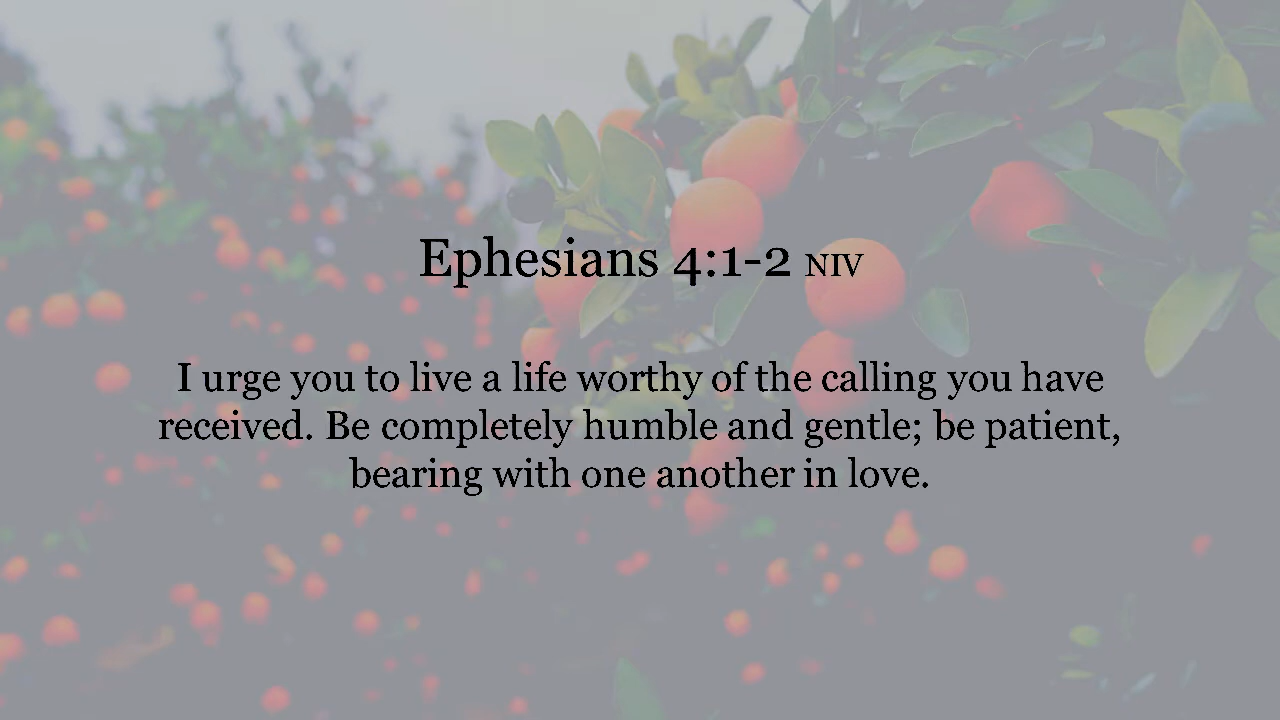 Ephesians 4:1-2 NIV
I urge you to live a life worthy of the calling you have
received. Be completely humble and gentle; be patient,
bearing with one another in love.